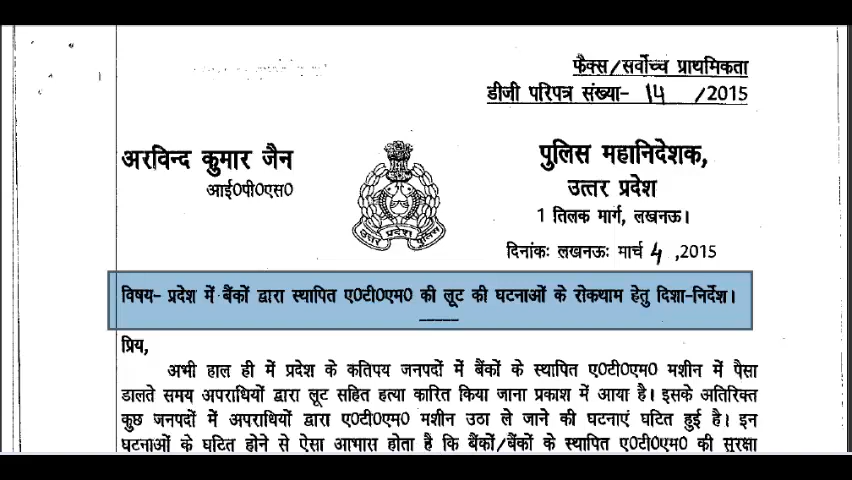 फैक्स/सर्वोच्च प्राथमिकता
डीजी परिपत्र संख्या- 14 /2015
अरविन्द कुमार जैन
आई0पी0एस0
पुलिस महानिदेशक,
उत्तर प्रदेश
1 तिलक मार्ग, लखनऊ।
उत्तर प्रदेश पुलिस
दिनांकः लखनऊः मार्च 4 ,2015
विषय- प्रदेश में बैंकों द्वारा स्थापित ए0टी0एम0 की लूट की घटनाओं के रोकथाम हेतु दिशा-निर्देश।
प्रिय,
अभी हाल ही में प्रदेश के कतिपय जनपदों में बैंकों के स्थापित ए0टी0एम0 मशीन में पैसा
डालते समय अपराधियों द्वारा लूट सहित हत्या कारित किया जाना प्रकाश में आया है। इसके अतिरिक्त
कुछ जनपदों में अपराधियों द्वारा ए0टी0एम0 मशीन उठा ले जाने की घटनाएं घटित हुई है। इन
घटनाओं के घटित होने से ऐसा आभास होता है कि बैंकों/बैंकों के स्थापित ए0टी0एम0 की सुरक्षा